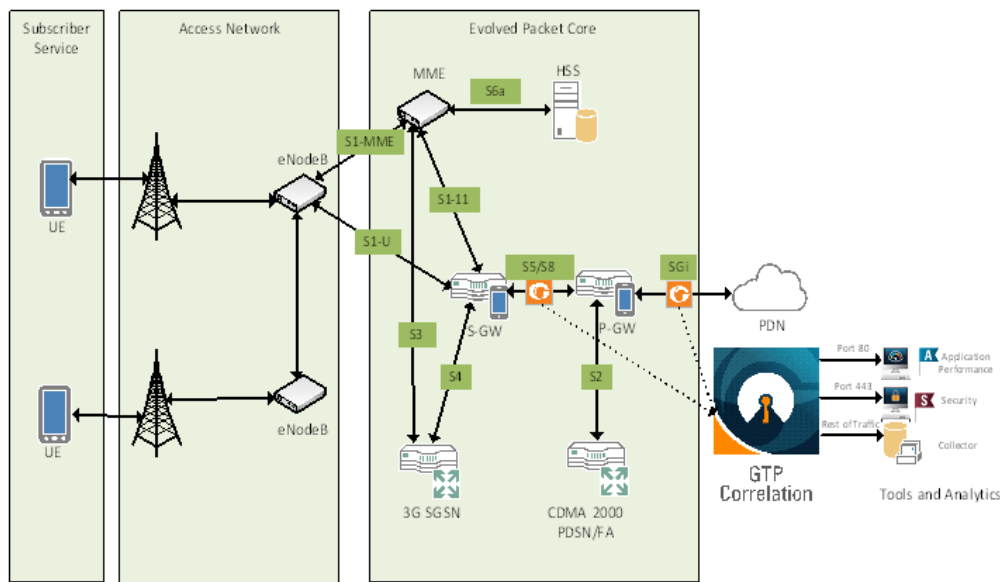 Subscriber
Service
Access Network
Evolved Packet Core
MME
HSS
S6a
S1-MME
eNodeB
UE
S1-11
S1-U
S5/S8
SGi
S-GW
P-GW
PDN
S3
S4
S2
Port 80
A
Application
Performance
Port 443
S
Security
Rest of Traffic
Collector
UE
eNodeB
GTP
Correlation
Tools and Analytics
3G SGSN
CDMA 2000
PDSN/FA